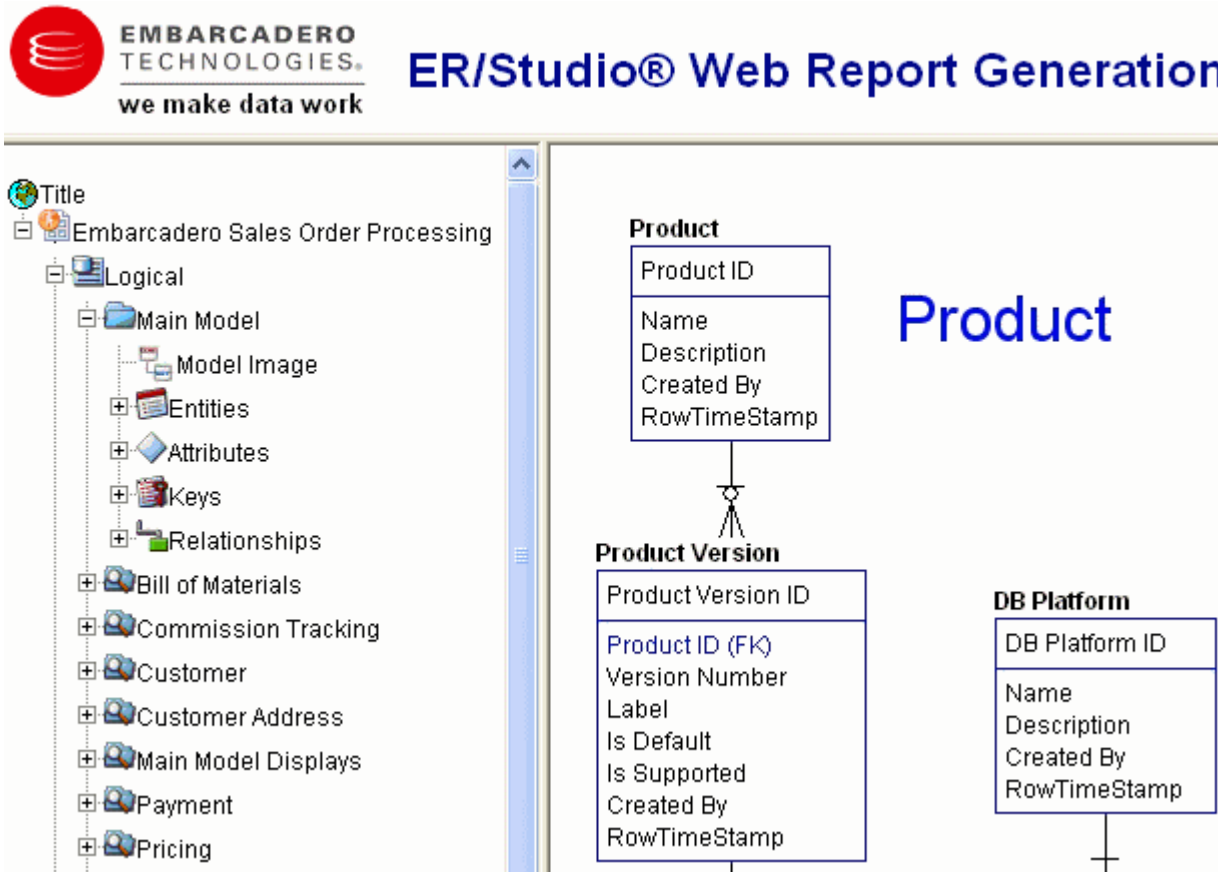 EMBARCADERO
TECHNOLOGIES®
we make data work
ER/Studio® Web Report Generation
Title
Embarcadero Sales Order Processing
Logical
Main Model
Model Image
Entities
Attributes
Keys
Relationships
Bill of Materials
Commission Tracking
Customer
Customer Address
Main Model Displays
Payment
Pricing
Product
Product ID
Name
Description
Created By
RowTimeStamp
Product
Product Version
Product Version ID
Product ID (FK)
Version Number
Label
Is Default
Is Supported
Created By
RowTimeStamp
DB Platform
DB Platform ID
Name
Description
Created By
RowTimeStamp